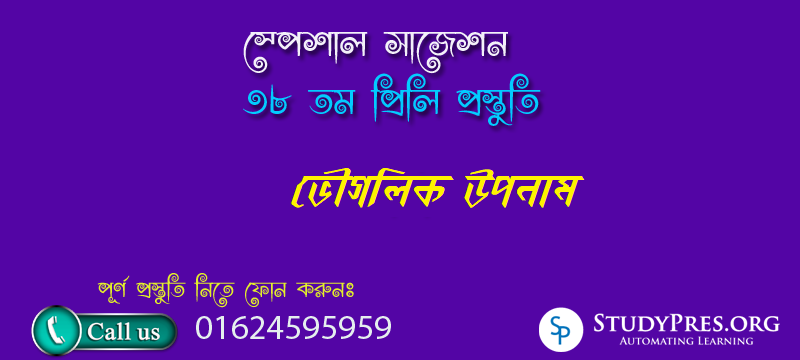 স্পেশাল সাজেশন
৩৮ তম প্রিলি প্রস্তুতি
ভৌগলিক উপনাম
পূর্ণ প্রস্তুতি নিতে ফোন করুনঃ
Call us 01624595959
SP STUDYPRES.ORG
AUTOMATING LEARNING